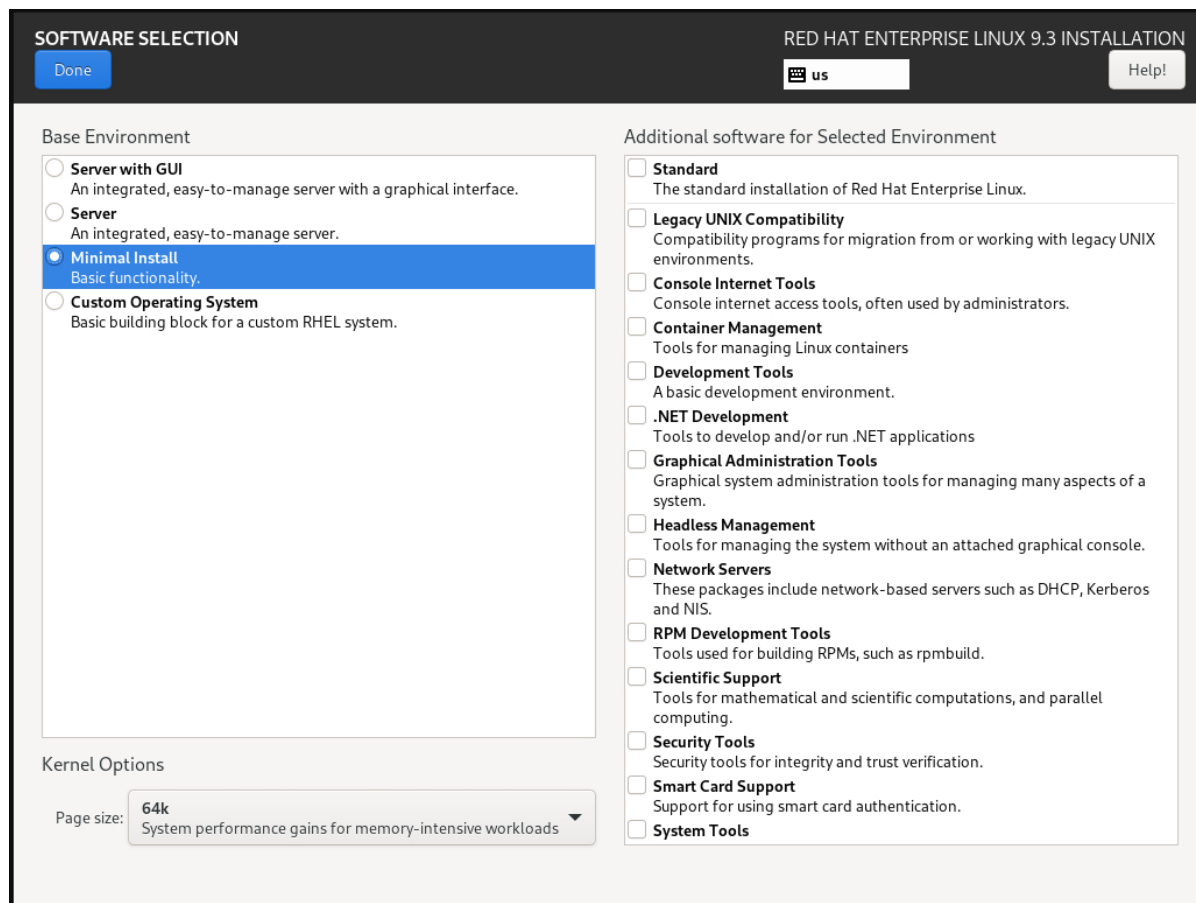 SOFTWARE SELECTION
Done
RED HAT ENTERPRISE LINUX 9.3 INSTALLATION
us
Help!
Base Environment
Server with GUI
An integrated, easy-to-manage server with a graphical interface.
Server
An integrated, easy-to-manage server.
Minimal Install
Basic functionality.
Custom Operating System
Basic building block for a custom RHEL system.
Kernel Options
Page size:
64k
System performance gains for memory-intensive workloads
Additional software for Selected Environment
Standard
The standard installation of Red Hat Enterprise Linux.
Legacy UNIX Compatibility
Compatibility programs for migration from or working with legacy UNIX
environments.
Console Internet Tools
Console internet access tools, often used by administrators.
Container Management
Tools for managing Linux containers
Development Tools
A basic development environment.
.NET Development
Tools to develop and/or run .NET applications
Graphical Administration Tools
Graphical system administration tools for managing many aspects of a
system.
Headless Management
Tools for managing the system without an attached graphical console.
Network Servers
These packages include network-based servers such as DHCP, Kerberos
and NIS.
RPM Development Tools
Tools used for building RPMs, such as rpmbuild.
Scientific Support
Tools for mathematical and scientific computations, and parallel
computing.
Security Tools
Security tools for integrity and trust verification.
Smart Card Support
Support for using smart card authentication.
System Tools